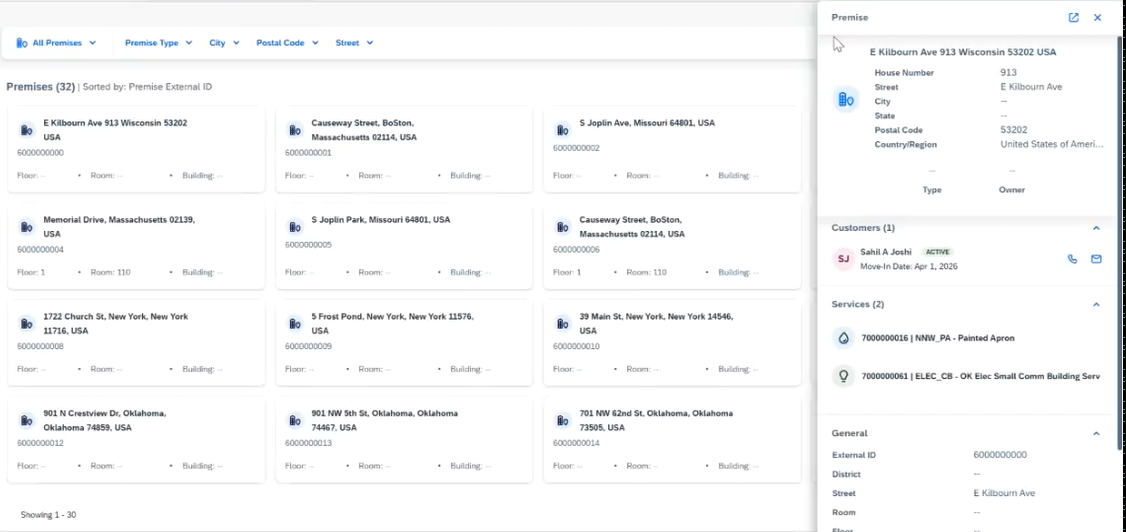 All Premises
Premise Type
City
Postal Code
Street
Premises (32) | Sorted by: Premise External ID
E Kilbourn Ave 913 Wisconsin 53202
USA
6000000000
Floor: --
• Room: --
• Building: --
Causeway Street, BoSton,
Massachusetts 02114, USA
6000000001
Floor: --
• Room: --
• Building: --
S Joplin Ave, Missouri 64801, USA
6000000002
Floor: --
• Room: --
• Building: --
Memorial Drive, Massachusetts 02139,
USA
6000000004
Floor: 1
• Room: 110
• Building: --
S Joplin Park, Missouri 64801, USA
6000000005
Floor: --
• Room: --
• Building: --
Causeway Street, BoSton,
Massachusetts 02114, USA
6000000006
Floor: 1
• Room: 110
• Building: --
1722 Church St, New York, New York
11716, USA
6000000008
Floor: --
• Room: --
• Building: --
5 Frost Pond, New York, New York 11576,
USA
6000000009
Floor: --
• Room: --
• Building: --
39 Main St, New York, New York 14546,
USA
6000000010
Floor: --
• Room: --
• Building: --
901 N Crestview Dr, Oklahoma,
Oklahoma 74859, USA
6000000012
Floor: --
• Room: --
• Building: --
901 NW 5th St, Oklahoma, Oklahoma
74467, USA
6000000013
Floor: --
• Room: --
• Building: --
701 NW 62nd St, Oklahoma, Oklahoma
73505, USA
6000000014
Floor: --
• Room: --
• Building: --
Showing 1 - 30
Premise
E Kilbourn Ave 913 Wisconsin 53202 USA
House Number 913
Street E Kilbourn Ave
City --
State --
Postal Code 53202
Country/Region United States of Ameri...
-- --
Type Owner
Customers (1)
SJ
Sahil A Joshi ACTIVE
Move-In Date: Apr 1, 2026
Services (2)
7000000016 | NNW_PA - Painted Apron
7000000061 | ELEC_CB - OK Elec Small Comm Building Serv
General
External ID 6000000000
District --
Street E Kilbourn Ave
Room --
Floor --